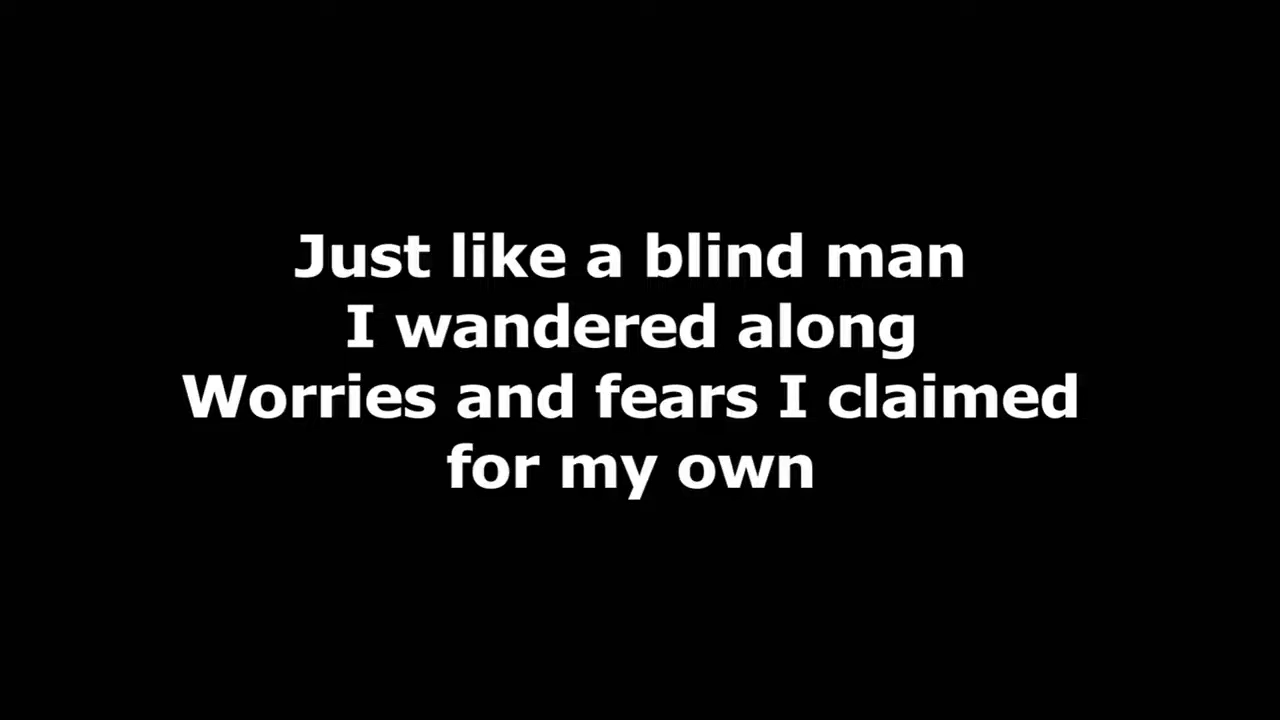 Just like a blind man
I wandered along
Worries and fears I claimed
for my own